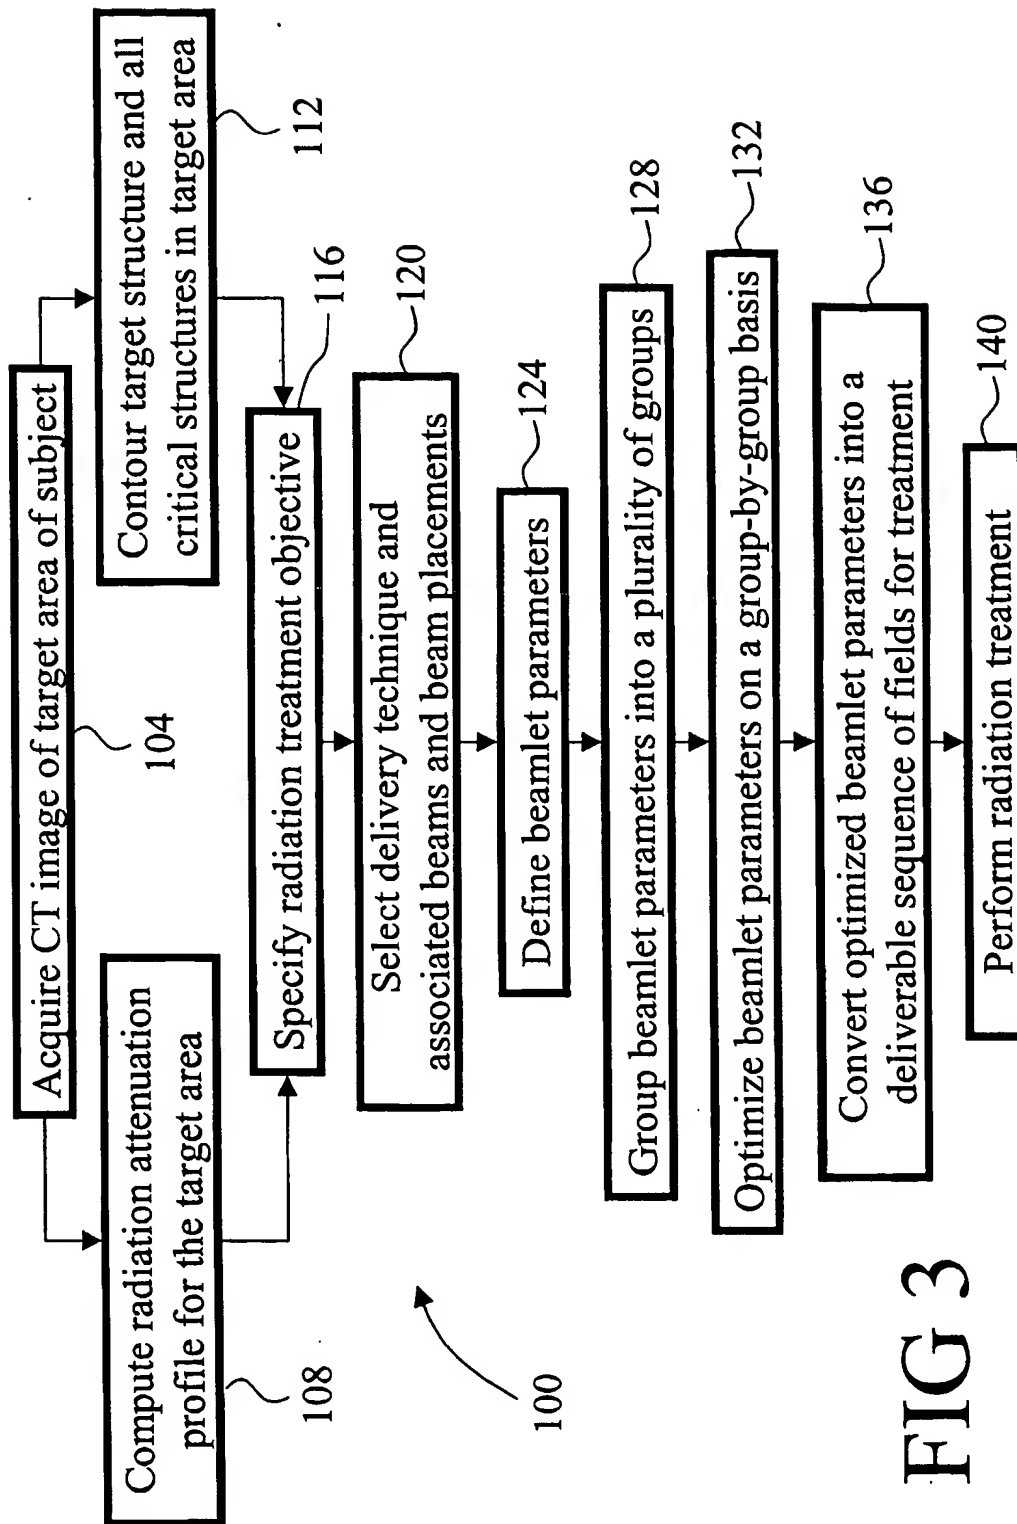 Acquire CT image of target area of subject
104
Compute radiation attenuation
profile for the target area
108
Contour target structure and all
critical structures in target area
112
Specify radiation treatment objective
116
Select delivery technique and
associated beams and beam placements
120
Define beamlet parameters
124
Group beamlet parameters into a plurality of groups
128
Optimize beamlet parameters on a group-by-group basis
132
Convert optimized beamlet parameters into a
deliverable sequence of fields for treatment
136
Perform radiation treatment
140
100
FIG 3